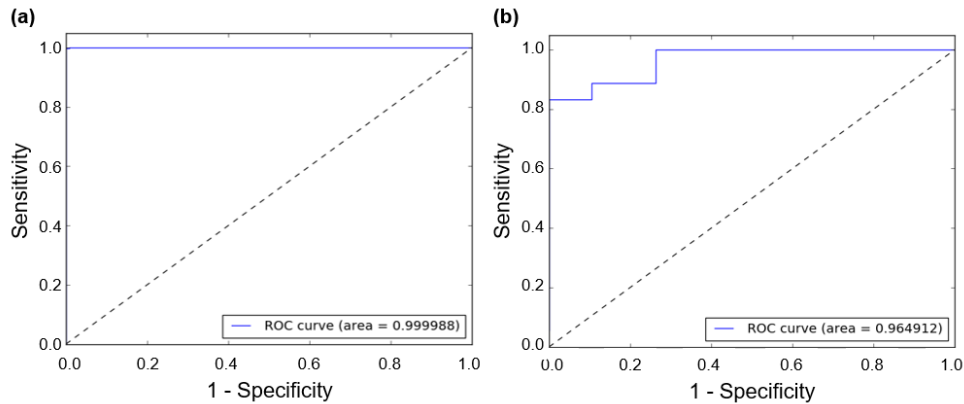 (a)
1.0
0.8
0.6
0.4
0.2
0.0
Sensitivity
ROC curve (area = 0.999988)
0.0 0.2 0.4 0.6 0.8 1.0
1 - Specificity
(b)
1.0
0.8
0.6
0.4
0.2
0.0
Sensitivity
ROC curve (area = 0.964912)
0.0 0.2 0.4 0.6 0.8 1.0
1 - Specificity